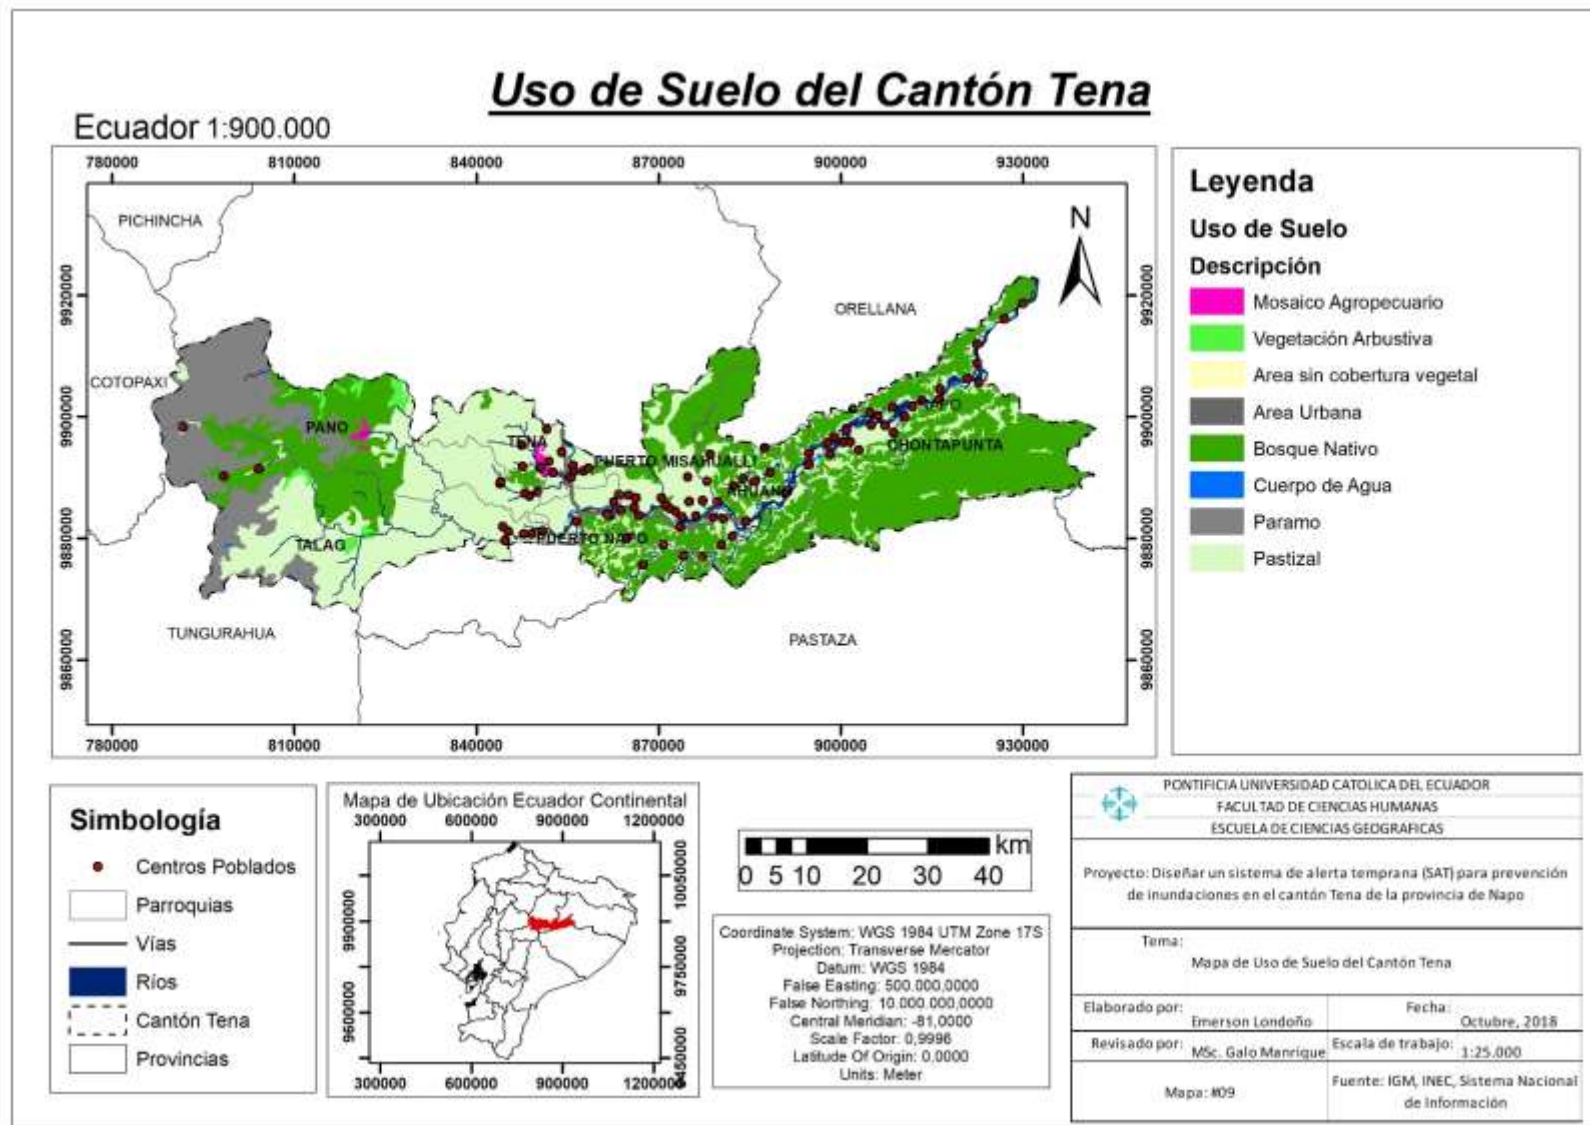 Uso de Suelo del Cantón Tena
Ecuador 1:900.000
780000 810000 840000 870000 900000 930000
9920000
9900000
9880000
9860000
PICHINCHA
COTOPAXI
ORELLANA
PANO
TENA
PUERTO MISAHUALLI
CHONTAPUNTA
AHUANO
TALAG
PUERTO NAPO
TUNGURAHUA
PASTAZA
N
9920000
9900000
9880000
9860000
780000 810000 840000 870000 900000 930000
Leyenda
Uso de Suelo
Descripción
Mosaico Agropecuario
Vegetación Arbustiva
Area sin cobertura vegetal
Area Urbana
Bosque Nativo
Cuerpo de Agua
Paramo
Pastizal
Simbología
Centros Poblados
Parroquias
Vías
Ríos
Cantón Tena
Provincias
Mapa de Ubicación Ecuador Continental
300000 600000 900000 1200000
9900000
9600000
10050000
9750000
9450000
300000 600000 900000 1200000
km
0 5 10 20 30 40
Coordinate System: WGS 1984 UTM Zone 17S
Projection: Transverse Mercator
Datum: WGS 1984
False Easting: 500.000,0000
False Northing: 10.000.000,0000
Central Meridian: -81,0000
Scale Factor: 0,9996
Latitude Of Origin: 0,0000
Units: Meter
PONTIFICIA UNIVERSIDAD CATOLICA DEL ECUADOR
FACULTAD DE CIENCIAS HUMANAS
ESCUELA DE CIENCIAS GEOGRAFICAS
Proyecto: Diseñar un sistema de alerta temprana (SAT) para prevención
de inundaciones en el cantón Tena de la provincia de Napo
Tema:
Mapa de Uso de Suelo del Cantón Tena
Elaborado por: Emerson Londoño
Fecha: Octubre, 2018
Revisado por: MSc. Galo Manrique
Escala de trabajo: 1:25.000
Mapa: #09
Fuente: IGM, INEC, Sistema Nacional
de Información